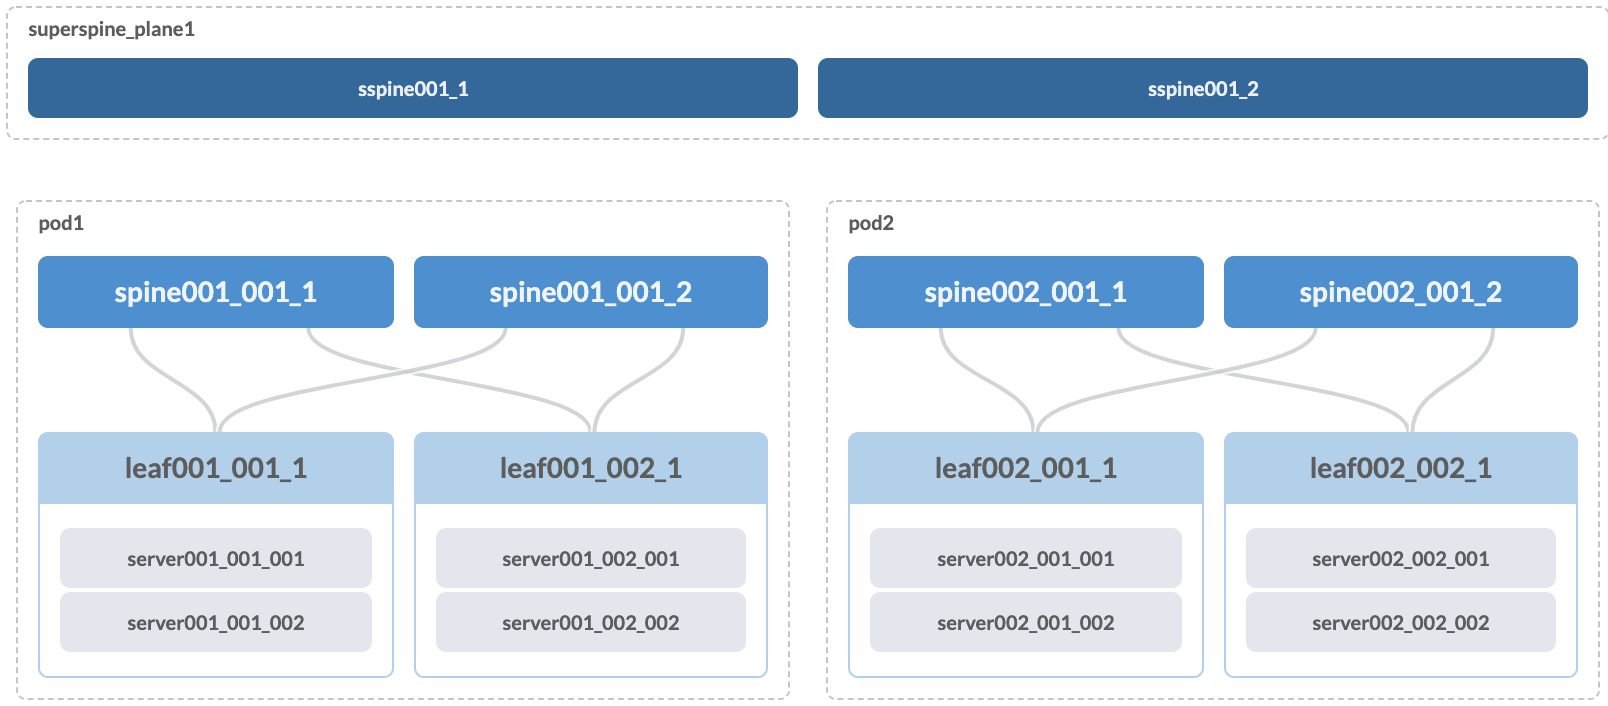 superspine_plane1
sspine001_1
sspine001_2
pod1
spine001_001_1
spine001_001_2
leaf001_001_1
leaf001_002_1
server001_001_001
server001_002_001
server001_001_002
server001_002_002
pod2
spine002_001_1
spine002_001_2
leaf002_001_1
leaf002_002_1
server002_001_001
server002_002_001
server002_001_002
server002_002_002